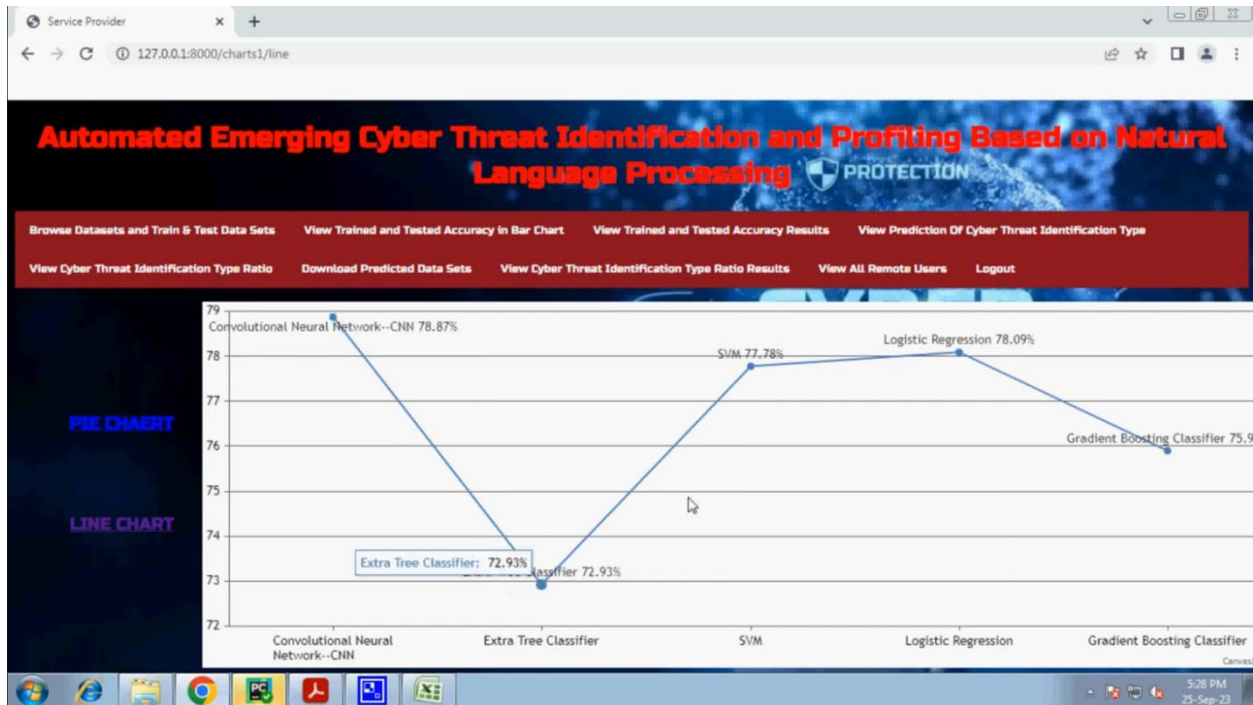 Service Provider
127.0.0.1:8000/charts1/line
Automated Emerging Cyber Threat Identification and Profiling Based on Natural
Language Processing
PROTECTION
Browse Datasets and Train & Test Data Sets View Trained and Tested Accuracy in Bar Chart View Trained and Tested Accuracy Results View Prediction Of Cyber Threat Identification Type
View Cyber Threat Identification Type Ratio Download Predicted Data Sets View Cyber Threat Identification Type Ratio Results View All Remote Users Logout
PIE CHAERT
LINE CHART
79
78
77
76
75
74
73
72
Convolutional Neural Network--CNN 78.87%
SVM 77.78%
Logistic Regression 78.09%
Gradient Boosting Classifier 75.9
Extra Tree Classifier: 72.93%
Classifier 72.93%
Convolutional Neural
Network--CNN
Extra Tree Classifier
SVM
Logistic Regression
Gradient Boosting Classifier
5:28 PM
25-Sep-23